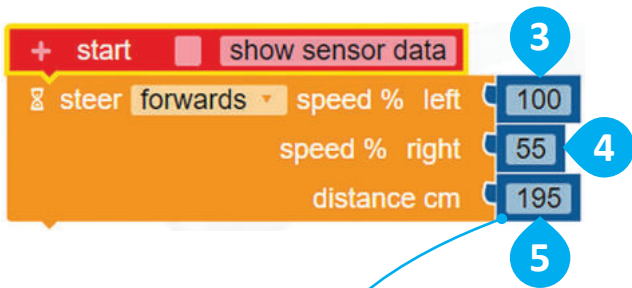 3
+ start show sensor data
steer forwards speed % left 100
speed % right 55 4
distance cm 195
5